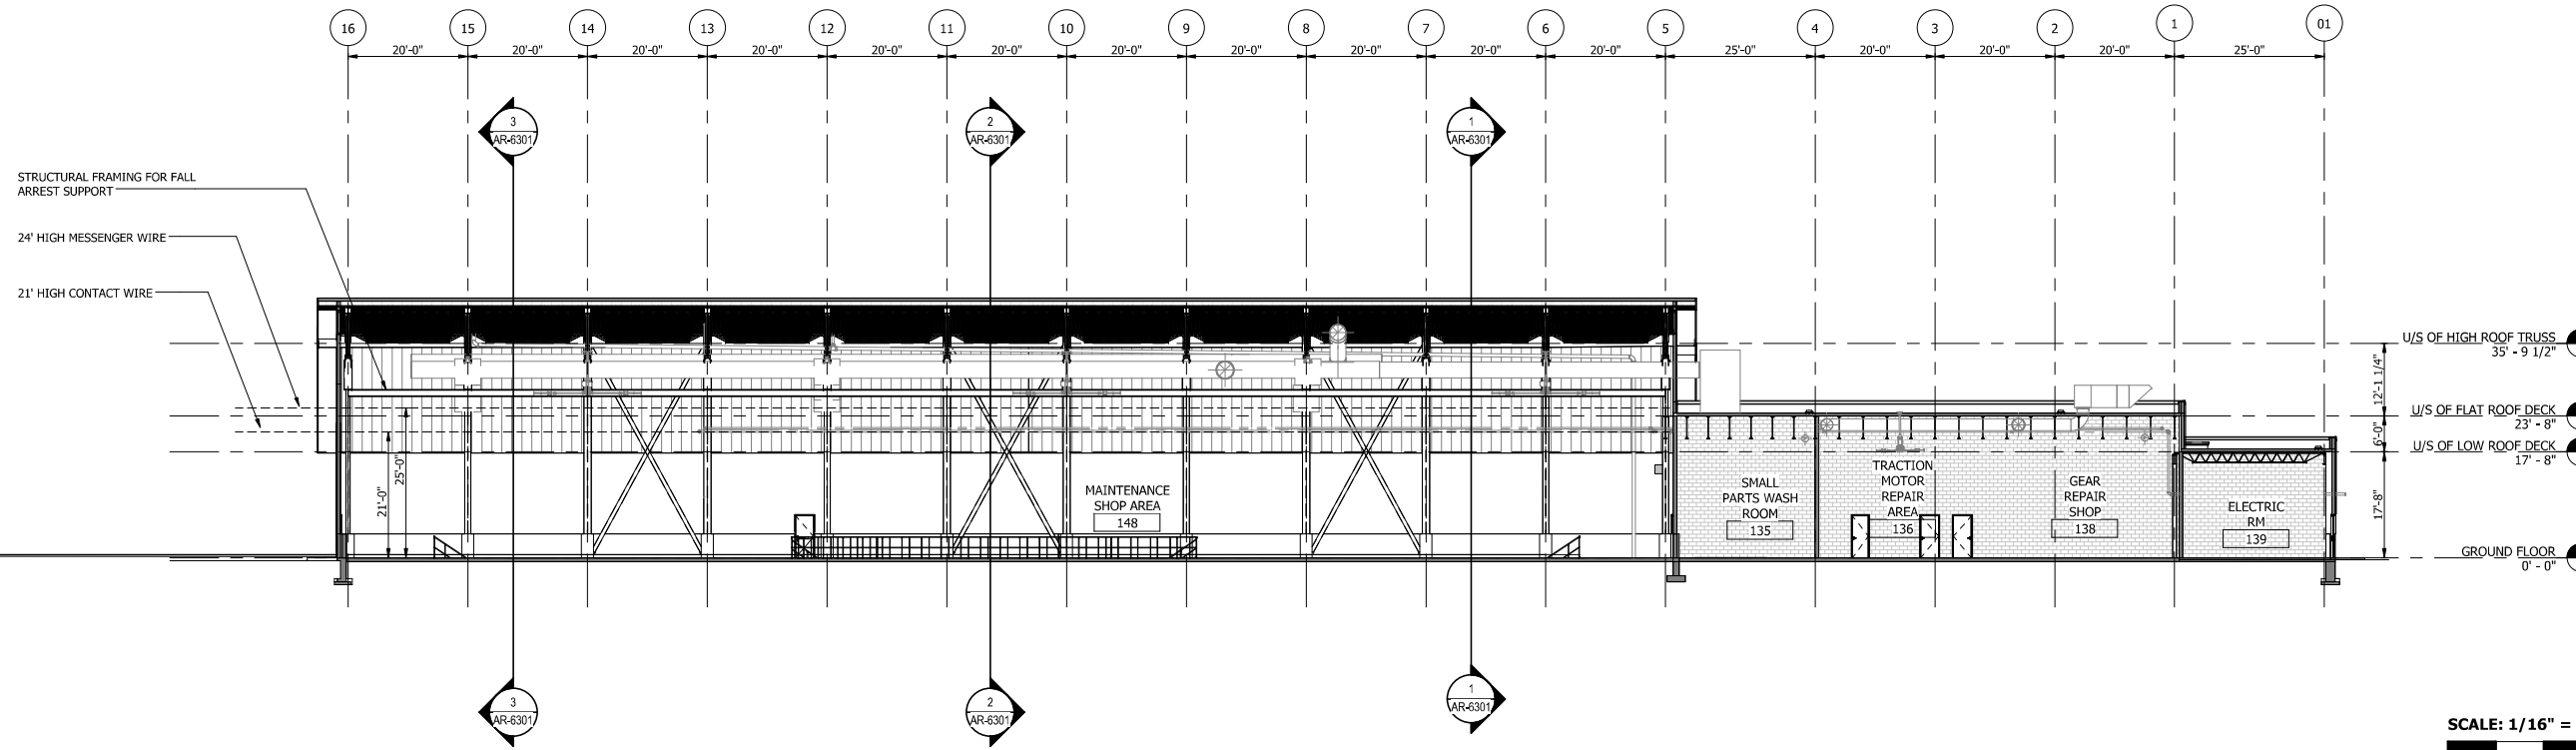 16 15 14 13 12 11 10 9 8 7 6 5 4 3 2 1 01
20'-0" 20'-0" 20'-0" 20'-0" 20'-0" 20'-0" 20'-0" 20'-0" 20'-0" 20'-0" 20'-0" 25'-0" 20'-0" 20'-0" 20'-0" 25'-0"
3
AR-6301
2
AR-6301
1
AR-6301
STRUCTURAL FRAMING FOR FALL
ARREST SUPPORT
24' HIGH MESSENGER WIRE
21' HIGH CONTACT WIRE
21'-0"
25'-0"
MAINTENANCE
SHOP AREA
148
SMALL
PARTS WASH
ROOM
135
TRACTION
MOTOR
REPAIR
AREA
136
GEAR
REPAIR
SHOP
138
ELECTRIC
RM
139
12'-1 1/4"
6'-0"
17'-8"
U/S OF HIGH ROOF TRUSS
35' - 9 1/2"
U/S OF FLAT ROOF DECK
23' - 8"
U/S OF LOW ROOF DECK
17' - 8"
GROUND FLOOR
0' - 0"
3
AR-6301
2
AR-6301
1
AR-6301
SCALE: 1/16" =